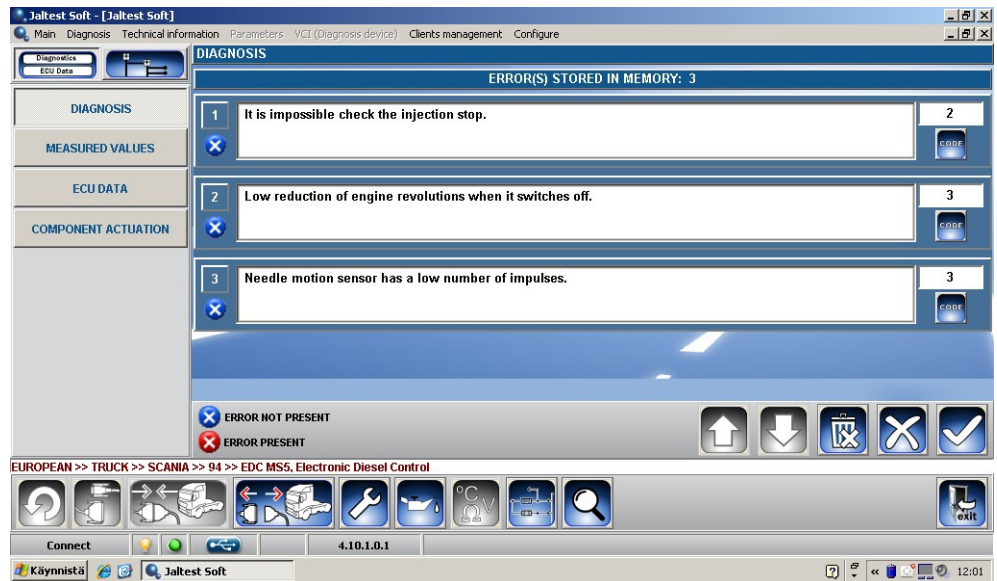 Jaltest Soft - [Jaltest Soft]
Main Diagnosis Technical information Parameters VCI (Diagnosis device) Clients management Configure
Diagnostics
ECU Data
DIAGNOSIS
MEASURED VALUES
ECU DATA
COMPONENT ACTUATION
DIAGNOSIS
ERROR(S) STORED IN MEMORY: 3
1 It is impossible check the injection stop. 2
CODE
2 Low reduction of engine revolutions when it switches off. 3
CODE
3 Needle motion sensor has a low number of impulses. 3
CODE
ERROR NOT PRESENT
ERROR PRESENT
EUROPEAN >> TRUCK >> SCANIA >> 94 >> EDC MS5, Electronic Diesel Control
°C
V
Ω
exit
Connect 4.10.1.0.1
Käynnistä Jaltest Soft « 12:01